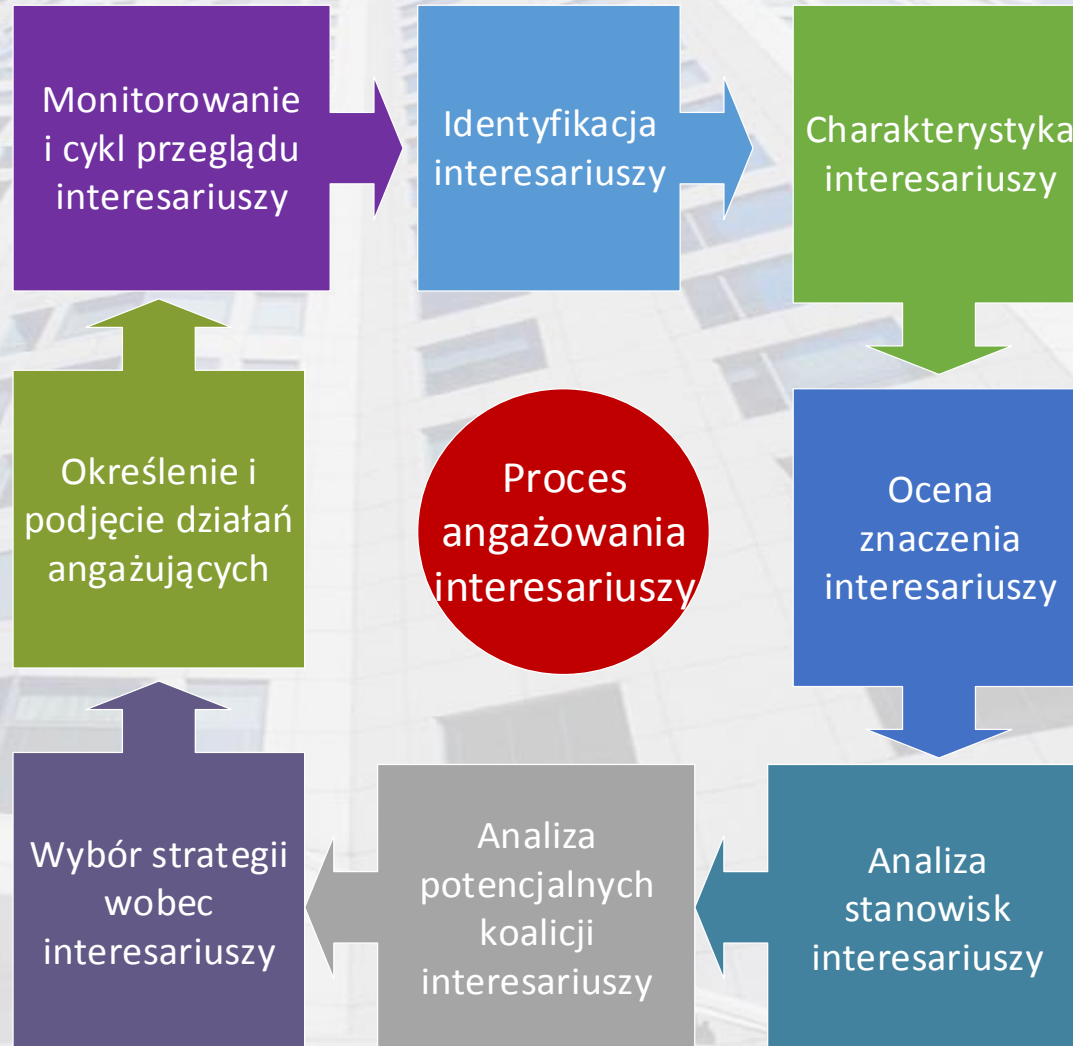 Monitorowanie
i cykl przeglądu
interesariuszy
Identyfikacja
interesariuszy
Charakterystyka
interesariuszy
Określenie i
podjęcie działań
angażujących
Proces
angażowania
interesariuszy
Ocena
znaczenia
interesariuszy
Wybór strategii
wobec
interesariuszy
Analiza
potencjalnych
koalicji
interesariuszy
Analiza
stanowisk
interesariuszy